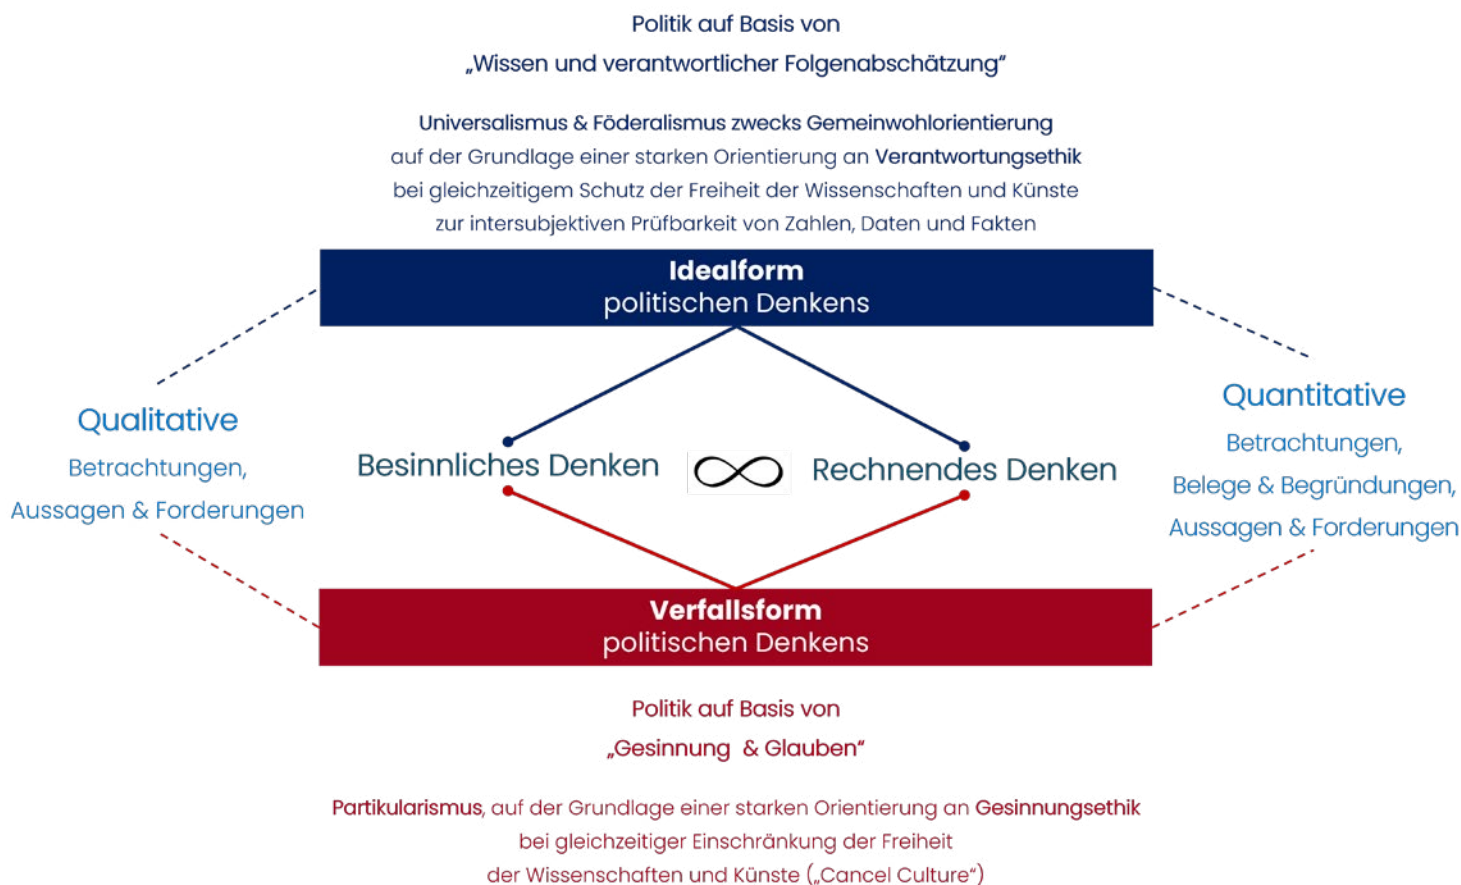 Politik auf Basis von
„Wissen und verantwortlicher Folgenabschätzung“
Universalismus & Föderalismus zwecks Gemeinwohlorientierung
auf der Grundlage einer starken Orientierung an Verantwortungsethik
bei gleichzeitigem Schutz der Freiheit der Wissenschaften und Künste
zur intersubjektiven Prüfbarkeit von Zahlen, Daten und Fakten
Idealform
politischen Denkens
Qualitative
Betrachtungen,
Aussagen & Forderungen
Besinnliches Denken
Rechnendes Denken
Quantitative
Betrachtungen,
Belege & Begründungen,
Aussagen & Forderungen
Verfallsform
politischen Denkens
Politik auf Basis von
„Gesinnung & Glauben“
Partikularismus, auf der Grundlage einer starken Orientierung an Gesinnungsethik
bei gleichzeitiger Einschränkung der Freiheit
der Wissenschaften und Künste („Cancel Culture“)